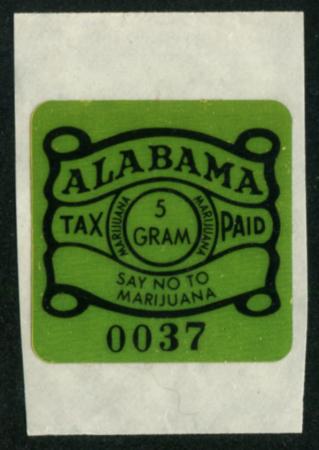 ALABAMA
TAX MARIJUANA 5 MARIJUANA PAID
GRAM
SAY NO TO
MARIJUANA
0037